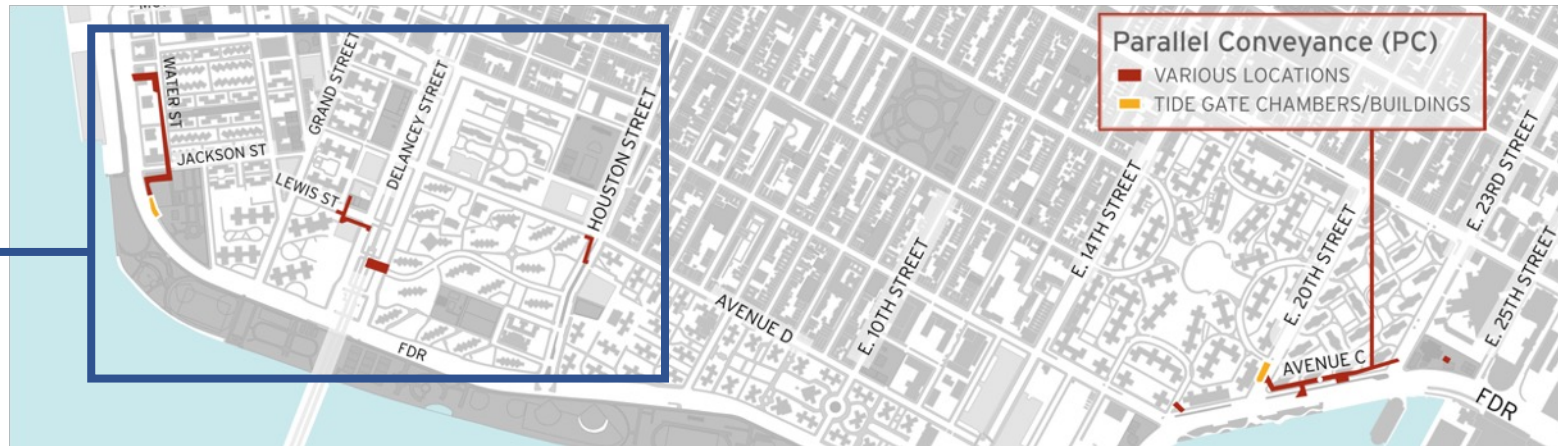 WATER ST
JACKSON ST
GRAND STREET
LEWIS ST
DELANCEY STREET
HOUSTON STREET
FDR
AVENUE D
E. 10TH STREET
E. 14TH STREET
E. 20TH STREET
AVENUE C
E. 23RD STREET
E. 25TH STREET
FDR
Parallel Conveyance (PC)
VARIOUS LOCATIONS
TIDE GATE CHAMBERS/BUILDINGS